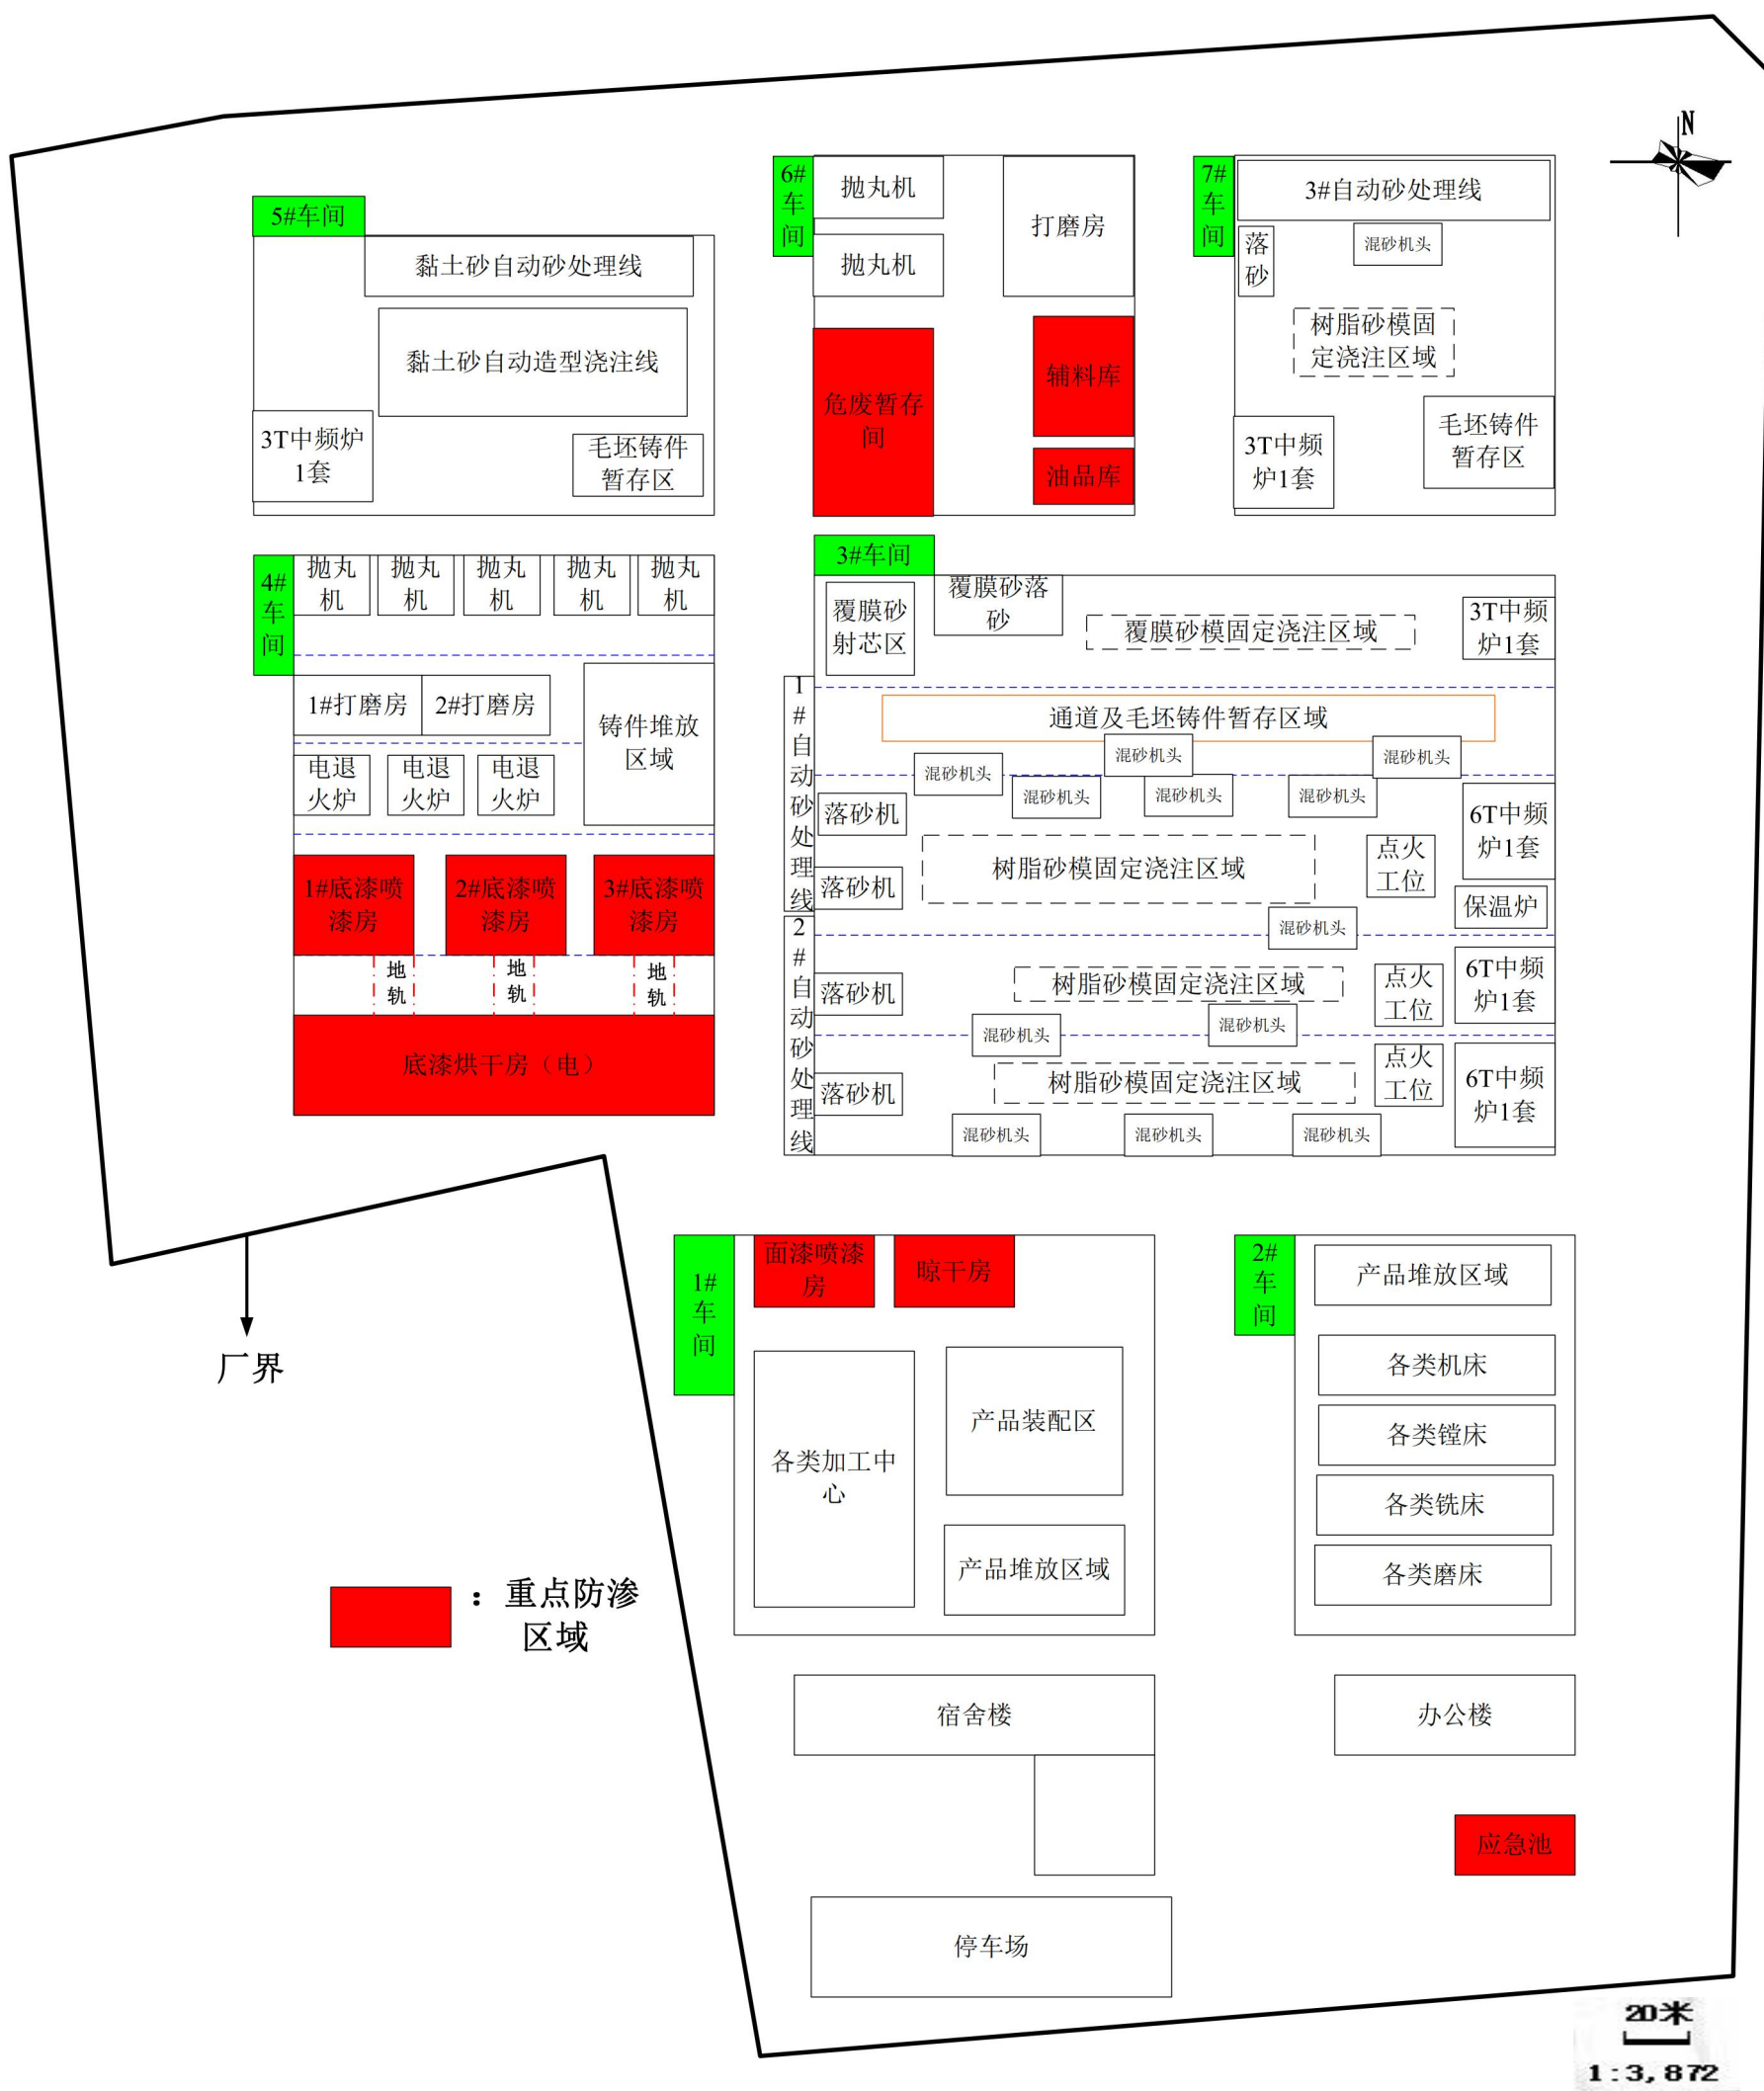 N
5#车间
黏土砂自动砂处理线
黏土砂自动造型浇注线
3T中频炉
1套
毛坯铸件
暂存区
6#
车
间
抛丸机
抛丸机
打磨房
危废暂存
间
辅料库
油品库
7#
车
间
3#自动砂处理线
落
砂
混砂机头
树脂砂模固
定浇注区域
3T中频
炉1套
毛坯铸件
暂存区
4#
车
间
抛丸
机
抛丸
机
抛丸
机
抛丸
机
抛丸
机
1#打磨房
2#打磨房
铸件堆放
区域
电退
火炉
电退
火炉
电退
火炉
1#底漆喷
漆房
2#底漆喷
漆房
3#底漆喷
漆房
地
轨
地
轨
地
轨
底漆烘干房（电）
3#车间
覆膜砂
射芯区
覆膜砂落
砂
覆膜砂模固定浇注区域
3T中频
炉1套
1
#
自
动
砂
处
理
线
通道及毛坯铸件暂存区域
混砂机头
混砂机头
混砂机头
混砂机头
混砂机头
混砂机头
落砂机
6T中频
炉1套
树脂砂模固定浇注区域
点火
工位
落砂机
保温炉
2
#
自
动
砂
处
理
线
混砂机头
落砂机
树脂砂模固定浇注区域
点火
工位
6T中频
炉1套
混砂机头
混砂机头
落砂机
树脂砂模固定浇注区域
点火
工位
6T中频
炉1套
混砂机头
混砂机头
混砂机头
厂界
1#
车
间
面漆喷漆
房
晾干房
各类加工中
心
产品装配区
产品堆放区域
2#
车
间
产品堆放区域
各类机床
各类镗床
各类铣床
各类磨床
：重点防渗
区域
宿舍楼
办公楼
应急池
停车场
20米
1:3,872